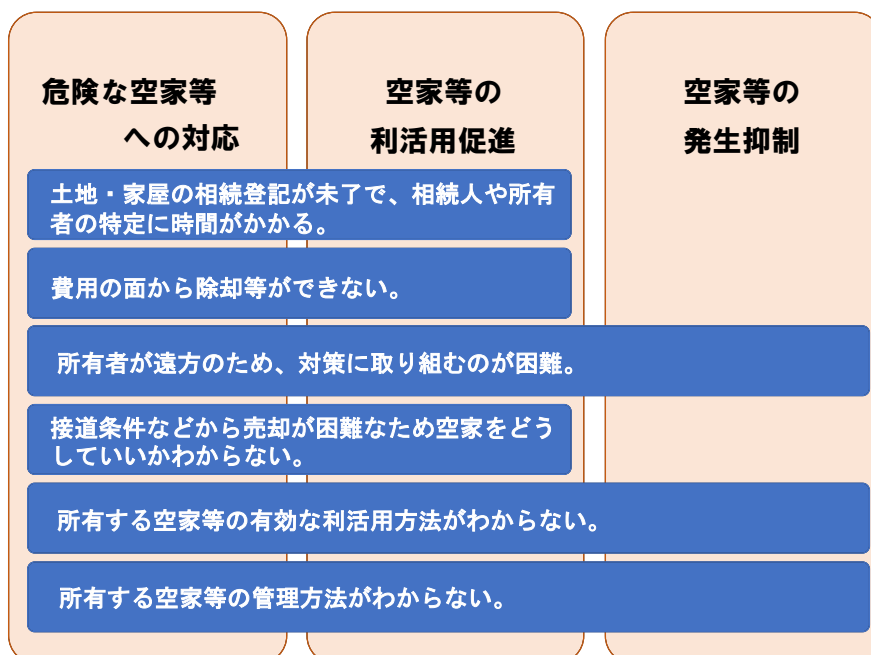 危険な空家等
への対応
空家等の
利活用促進
空家等の
発生抑制
土地・家屋の相続登記が未了で、相続人や所有
者の特定に時間がかかる。
費用の面から除却等ができない。
所有者が遠方のため、対策に取り組むのが困難。
接道条件などから売却が困難なため空家をどう
していいかわからない。
所有する空家等の有効な利活用方法がわからない。
所有する空家等の管理方法がわからない。